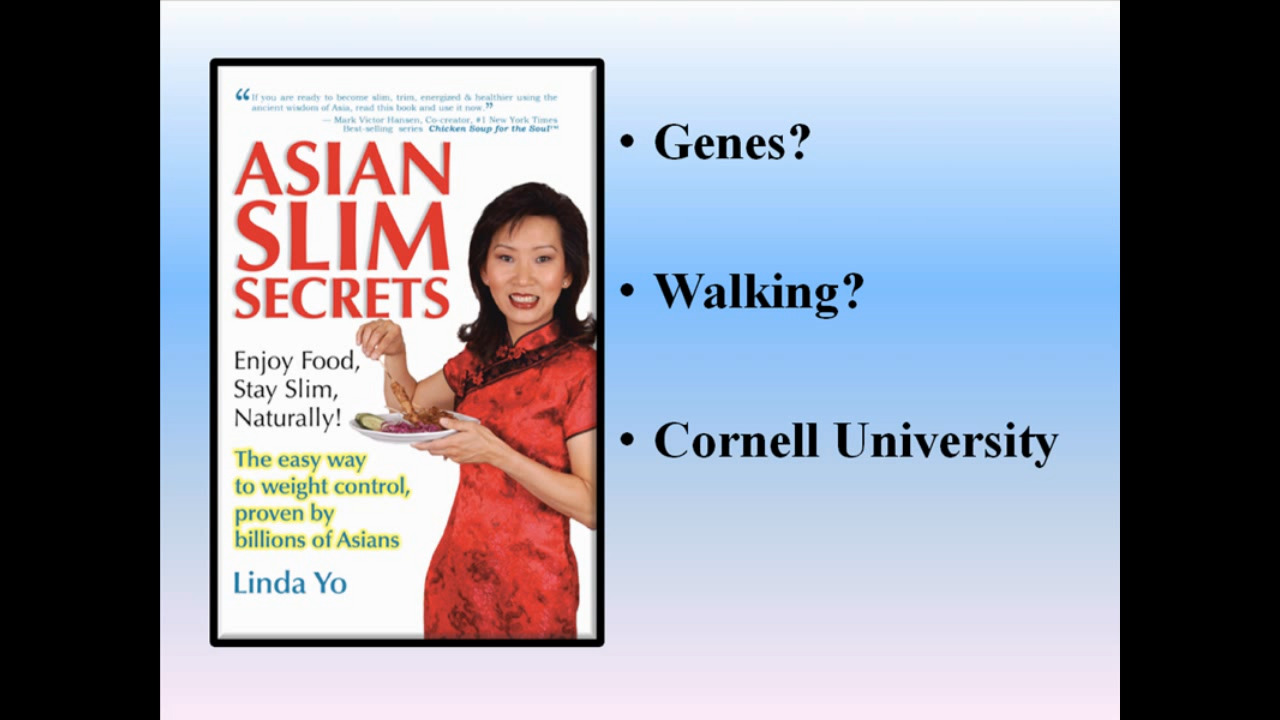 “If you are ready to become slim, trim, energized & healthier using the
ancient wisdom of Asia, read this book and use it now.”
— Mark Victor Hansen, Co-creator, #1 New York Times
Best-selling series Chicken Soup for the Soul™
ASIAN
SLIM
SECRETS
Enjoy Food,
Stay Slim,
Naturally!
The easy way
to weight control,
proven by
billions of Asians
Linda Yo
• Genes?
• Walking?
• Cornell University